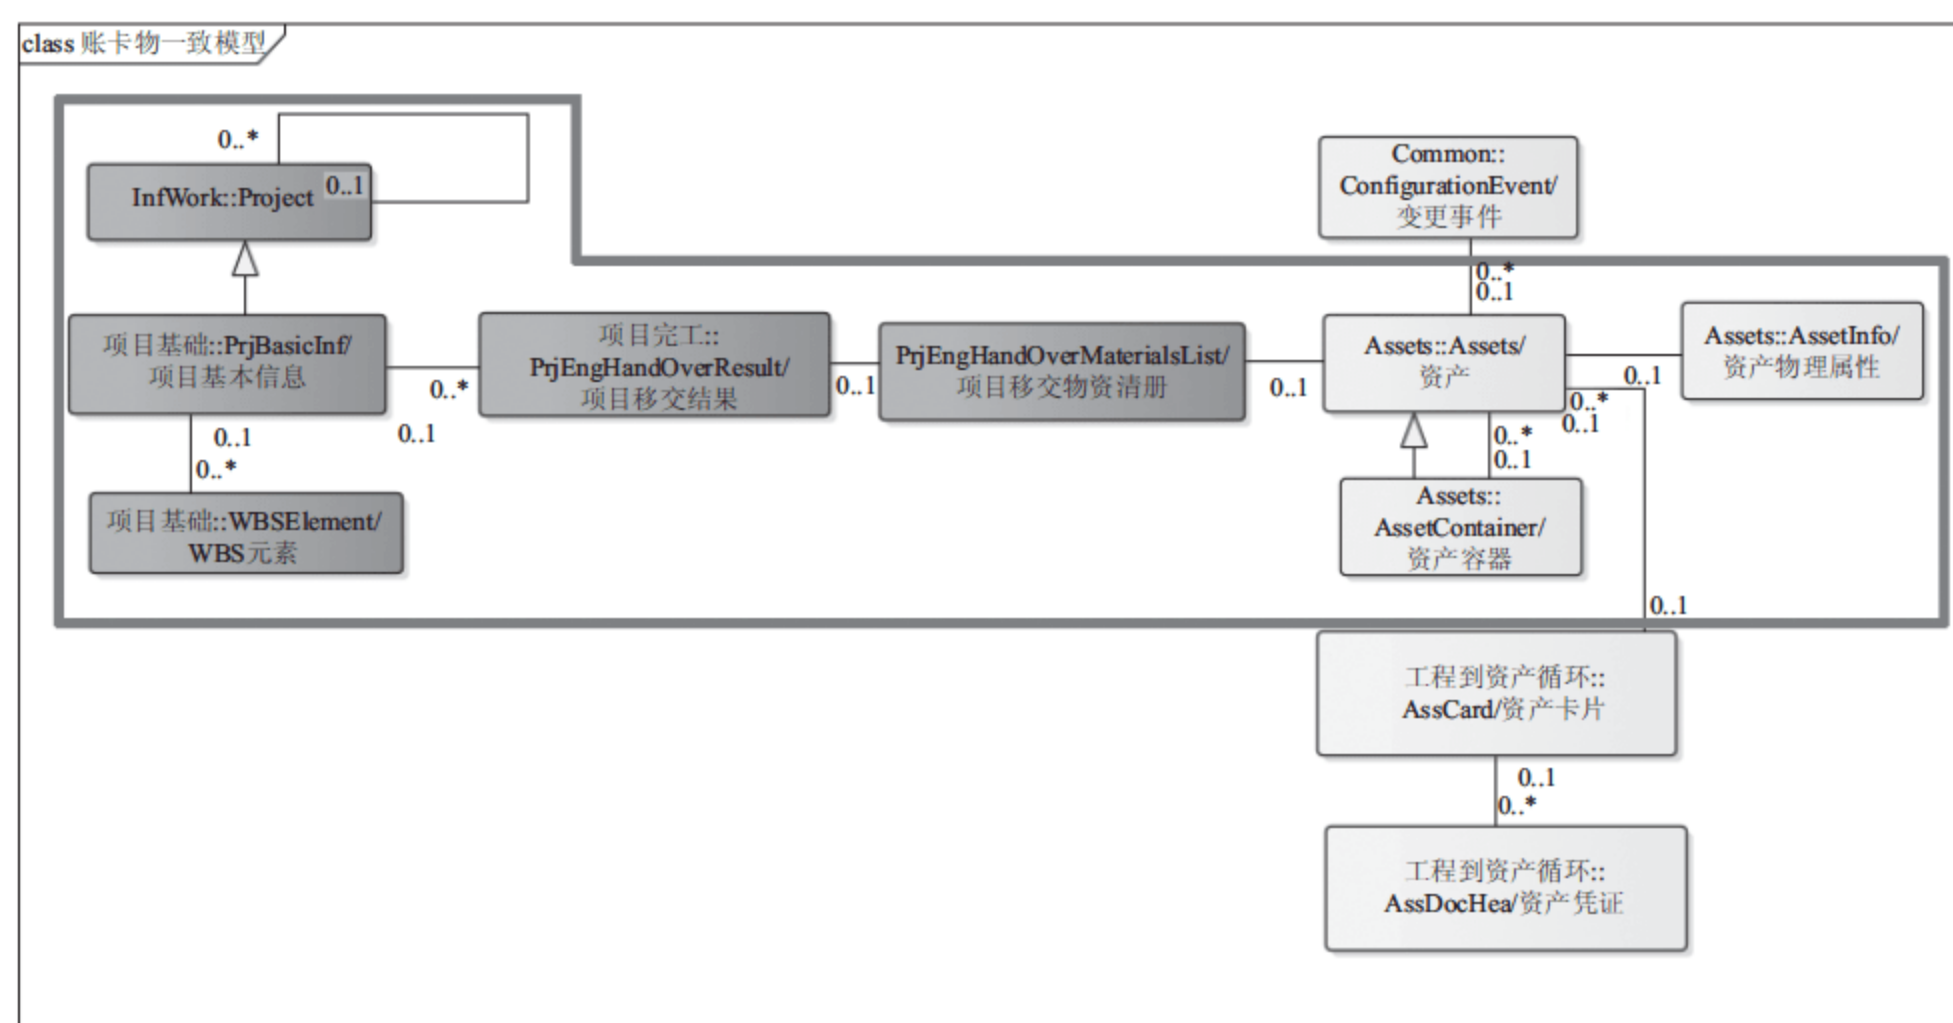 class 账卡物一致模型
0..*
InfWork::Project
0..1
Common::
ConfigurationEvent/
变更事件
0..*
0..1
项目基础::PrjBasicInf/
项目基本信息
0..*
0..1
项目完工::
PrjEngHandOverResult/
项目移交结果
0..1
PrjEngHandOverMaterialsList/
项目移交物资清册
0..1
Assets::Assets/
资产
0..1
Assets::AssetInfo/
资产物理属性
0..*
0..1
0..1
0..*
0..*
0..1
项目基础::WBSElement/
WBS元素
Assets::
AssetContainer/
资产容器
0..1
工程到资产循环::
AssCard/资产卡片
0..1
0..*
工程到资产循环::
AssDocHea/资产凭证